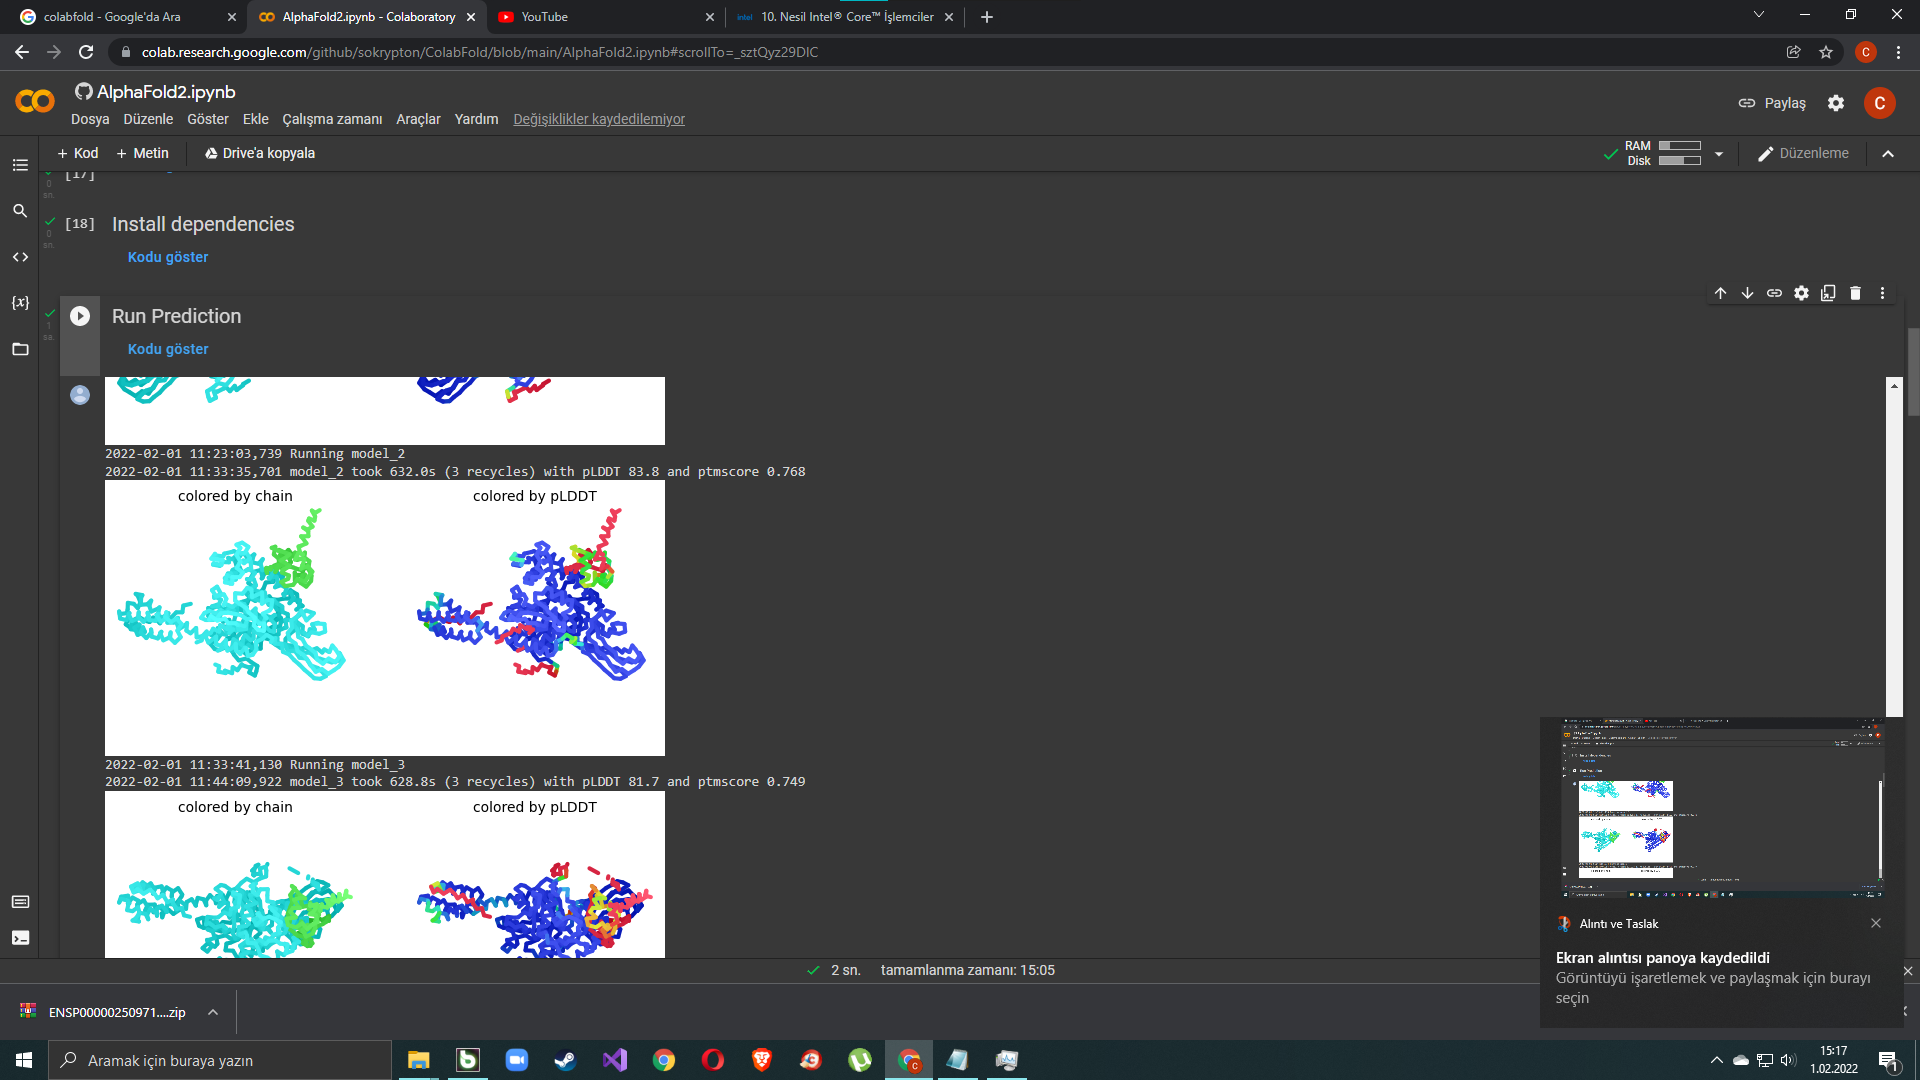 colabfold - Google'da Ara
AlphaFold2.ipynb - Colaboratory
YouTube
10. Nesil Intel® Core™ İşlemciler
colab.research.google.com/github/sokrypton/ColabFold/blob/main/AlphaFold2.ipynb#scrollTo=_sztQyz29DIC
C
AlphaFold2.ipynb
Paylaş
C
Dosya Düzenle Göster Ekle Çalışma zamanı Araçlar Yardım Değişiklikler kaydedilemiyor
+ Kod + Metin Drive'a kopyala
RAM
Disk
Düzenleme
[17]
0
sn.
[18] Install dependencies
0
sn.
Kodu göster
Run Prediction
1
sa.
Kodu göster
2022-02-01 11:23:03,739 Running model_2
2022-02-01 11:33:35,701 model_2 took 632.0s (3 recycles) with pLDDT 83.8 and ptmscore 0.768
colored by chain colored by pLDDT
2022-02-01 11:33:41,130 Running model_3
2022-02-01 11:44:09,922 model_3 took 628.8s (3 recycles) with pLDDT 81.7 and ptmscore 0.749
colored by chain colored by pLDDT
Alıntı ve Taslak
Ekran alıntısı panoya kaydedildi
Görüntüyü işaretlemek ve paylaşmak için burayı
seçin
2 sn. tamamlanma zamanı: 15:05
ENSP00000250971....zip
Aramak için buraya yazın
15:17
1.02.2022
1